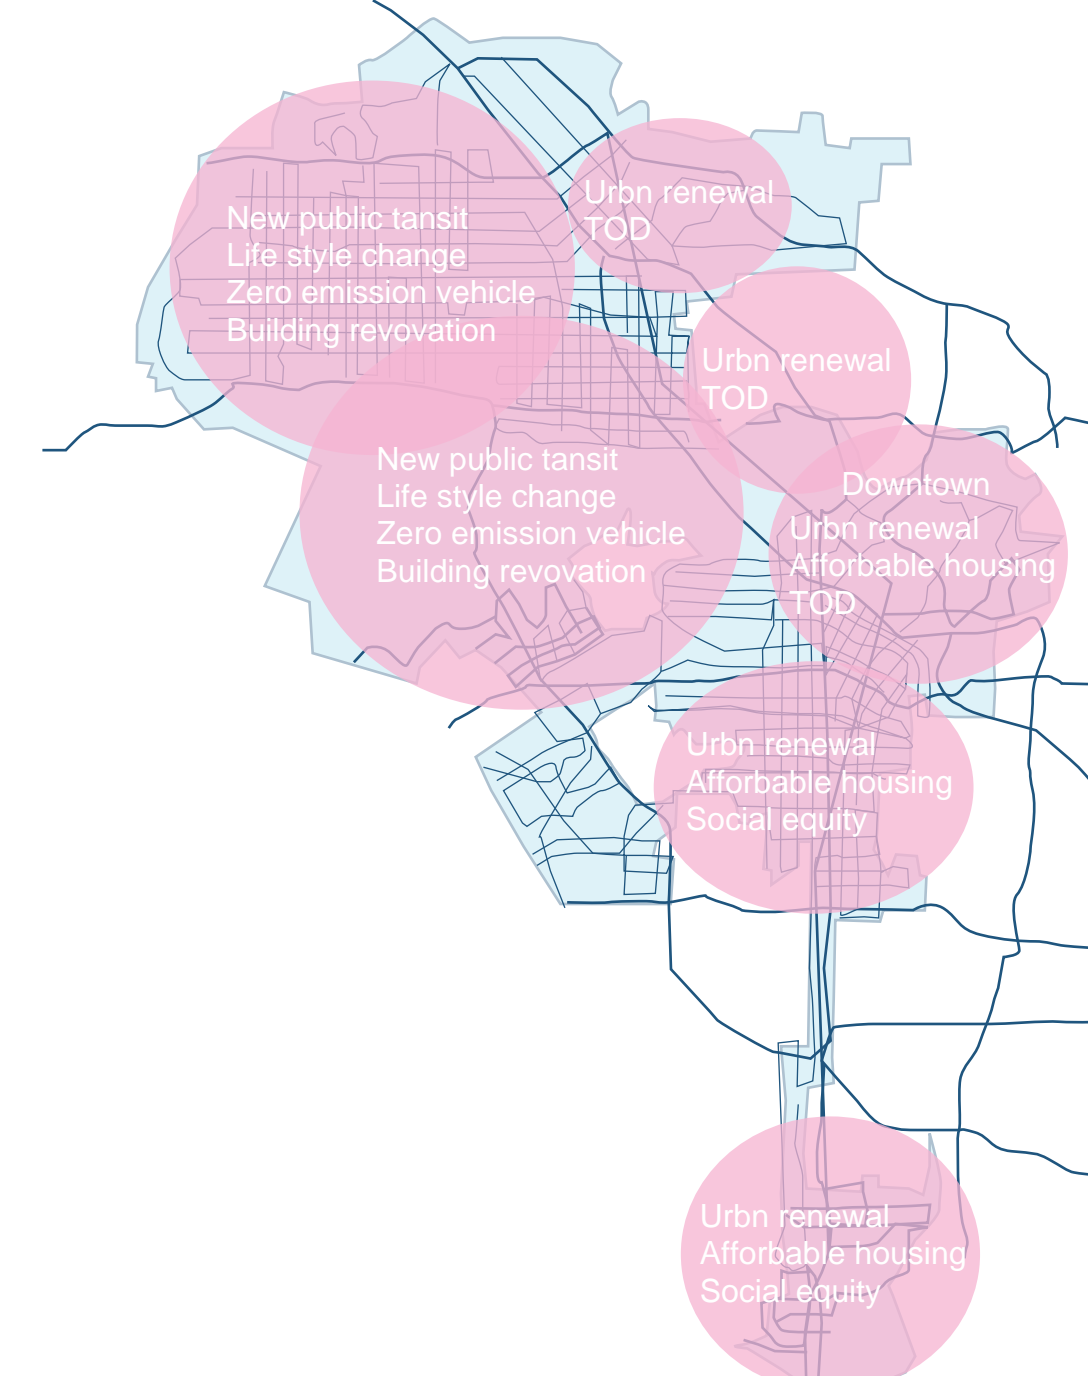 New public tansit
Life style change
Zero emission vehicle
Building revovation
Urbn renewal
TOD
Urbn renewal
TOD
New public tansit
Life style change
Zero emission vehicle
Building revovation
Downtown
Urbn renewal
Afforbable housing
TOD
Urbn renewal
Afforbable housing
Social equity
Urbn renewal
Afforbable housing
Social equity